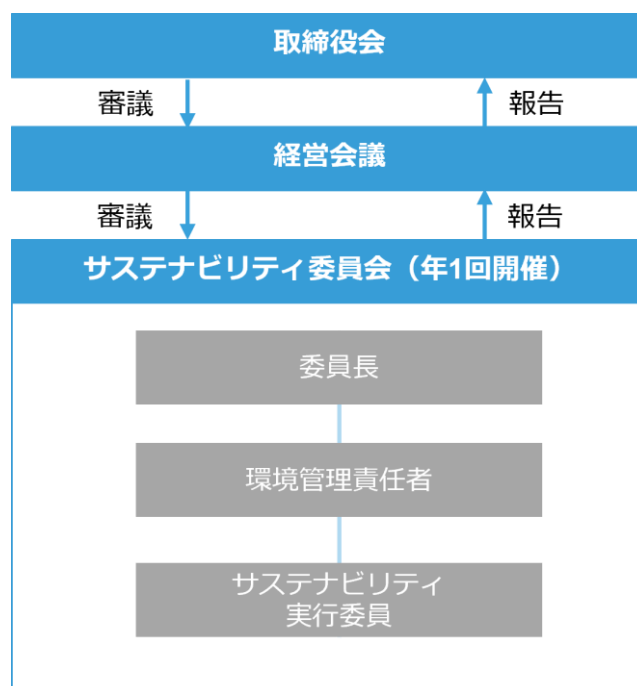 取締役会
審議
報告
経営会議
審議
報告
サステナビリティ委員会（年1回開催）
委員長
環境管理責任者
サステナビリティ
実行委員